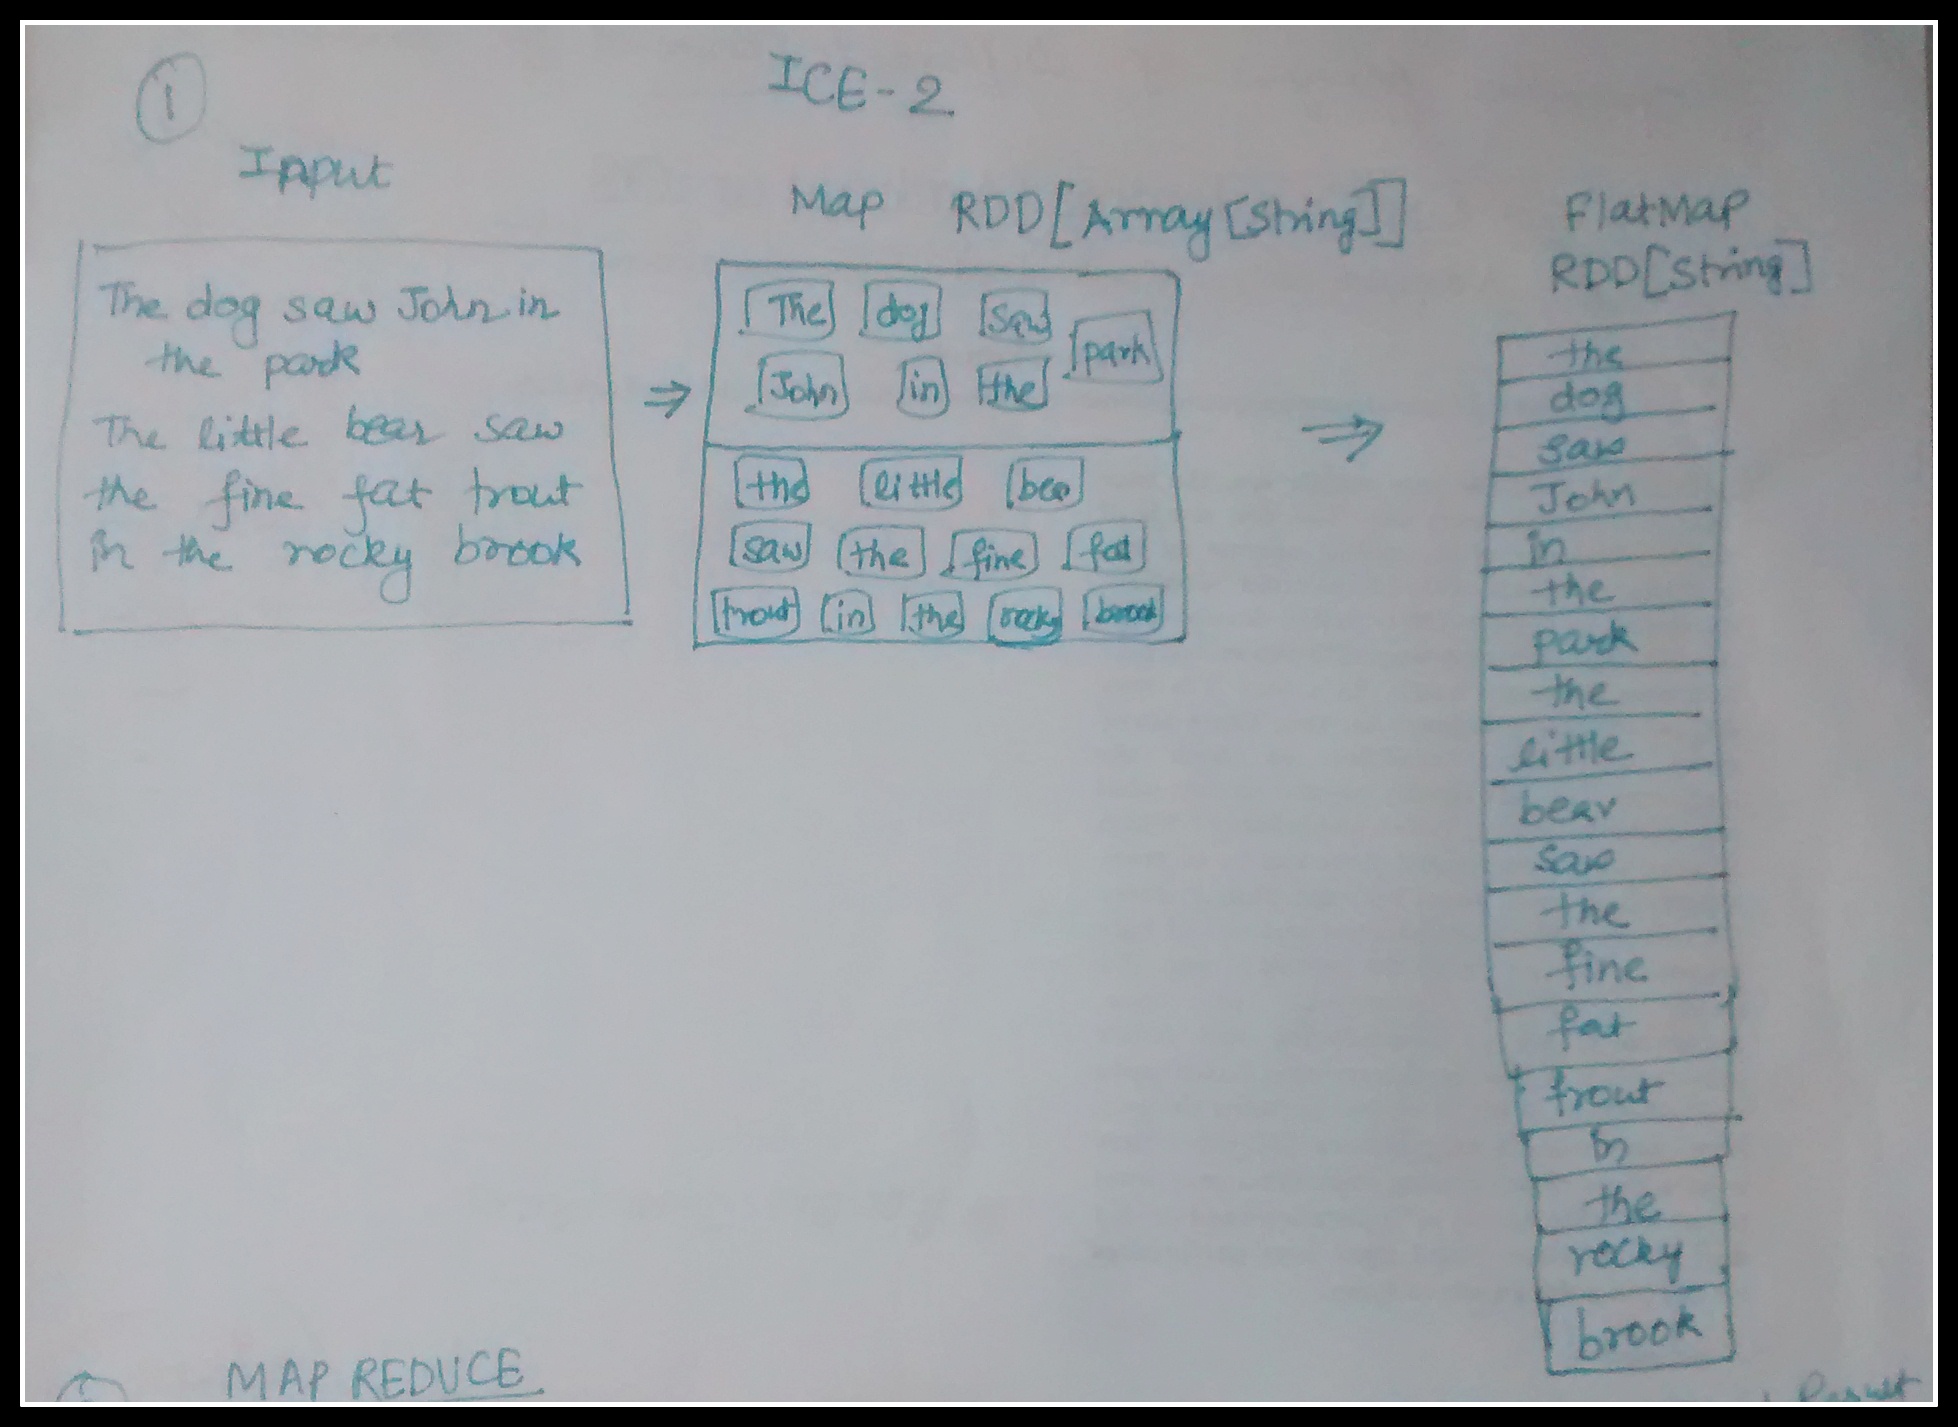 1
ICE-2
Input
The dog saw John in
the park
The little bear saw
the fine fat trout
in the rocky brook
⇒
Map RDD[Array[String]]
The dog saw
park
John in the
the little bea
saw the fine fat
trout in the rocky brook
⇒
FlatMap
RDD[String]
the
dog
saw
John
in
the
park
the
little
bear
saw
the
fine
fat
trout
in
the
rocky
brook
MAP REDUCE
Result